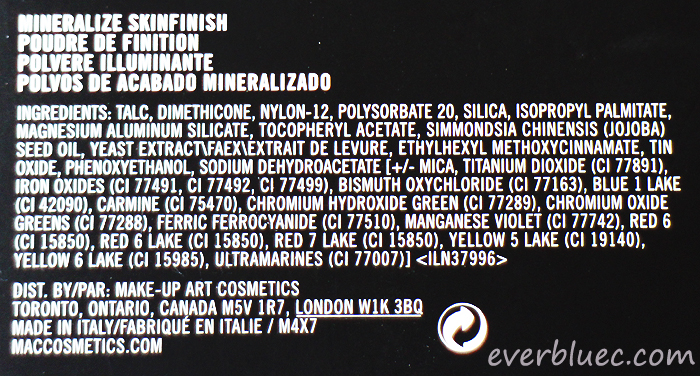 MINERALIZE SKINFINISH
POUDRE DE FINITION
POLVERE ILLUMINANTE
POLVOS DE ACABADO MINERALIZADO
INGREDIENTS: TALC, DIMETHICONE, NYLON-12, POLYSORBATE 20, SILICA, ISOPROPYL PALMITATE,
MAGNESIUM ALUMINUM SILICATE, TOCOPHERYL ACETATE, SIMMONDSIA CHINENSIS (JOJOBA)
SEED OIL, YEAST EXTRACT\FAEX\EXTRAIT DE LEVURE, ETHYLHEXYL METHOXYCINNAMATE, TIN
OXIDE, PHENOXYETHANOL, SODIUM DEHYDROACETATE [+/- MICA, TITANIUM DIOXIDE (CI 77891),
IRON OXIDES (CI 77491, CI 77492, CI 77499), BISMUTH OXYCHLORIDE (CI 77163), BLUE 1 LAKE
(CI 42090), CARMINE (CI 75470), CHROMIUM HYDROXIDE GREEN (CI 77289), CHROMIUM OXIDE
GREENS (CI 77288), FERRIC FERROCYANIDE (CI 77510), MANGANESE VIOLET (CI 77742), RED 6
(CI 15850), RED 6 LAKE (CI 15850), RED 7 LAKE (CI 15850), YELLOW 5 LAKE (CI 19140),
YELLOW 6 LAKE (CI 15985), ULTRAMARINES (CI 77007)] <ILN37996>
DIST. BY/PAR: MAKE-UP ART COSMETICS
TORONTO, ONTARIO, CANADA M5V 1R7, LONDON W1K 3BQ
MADE IN ITALY/FABRIQUÉ EN ITALIE / M4X7
MACCOSMETICS.COM
everbluec.com